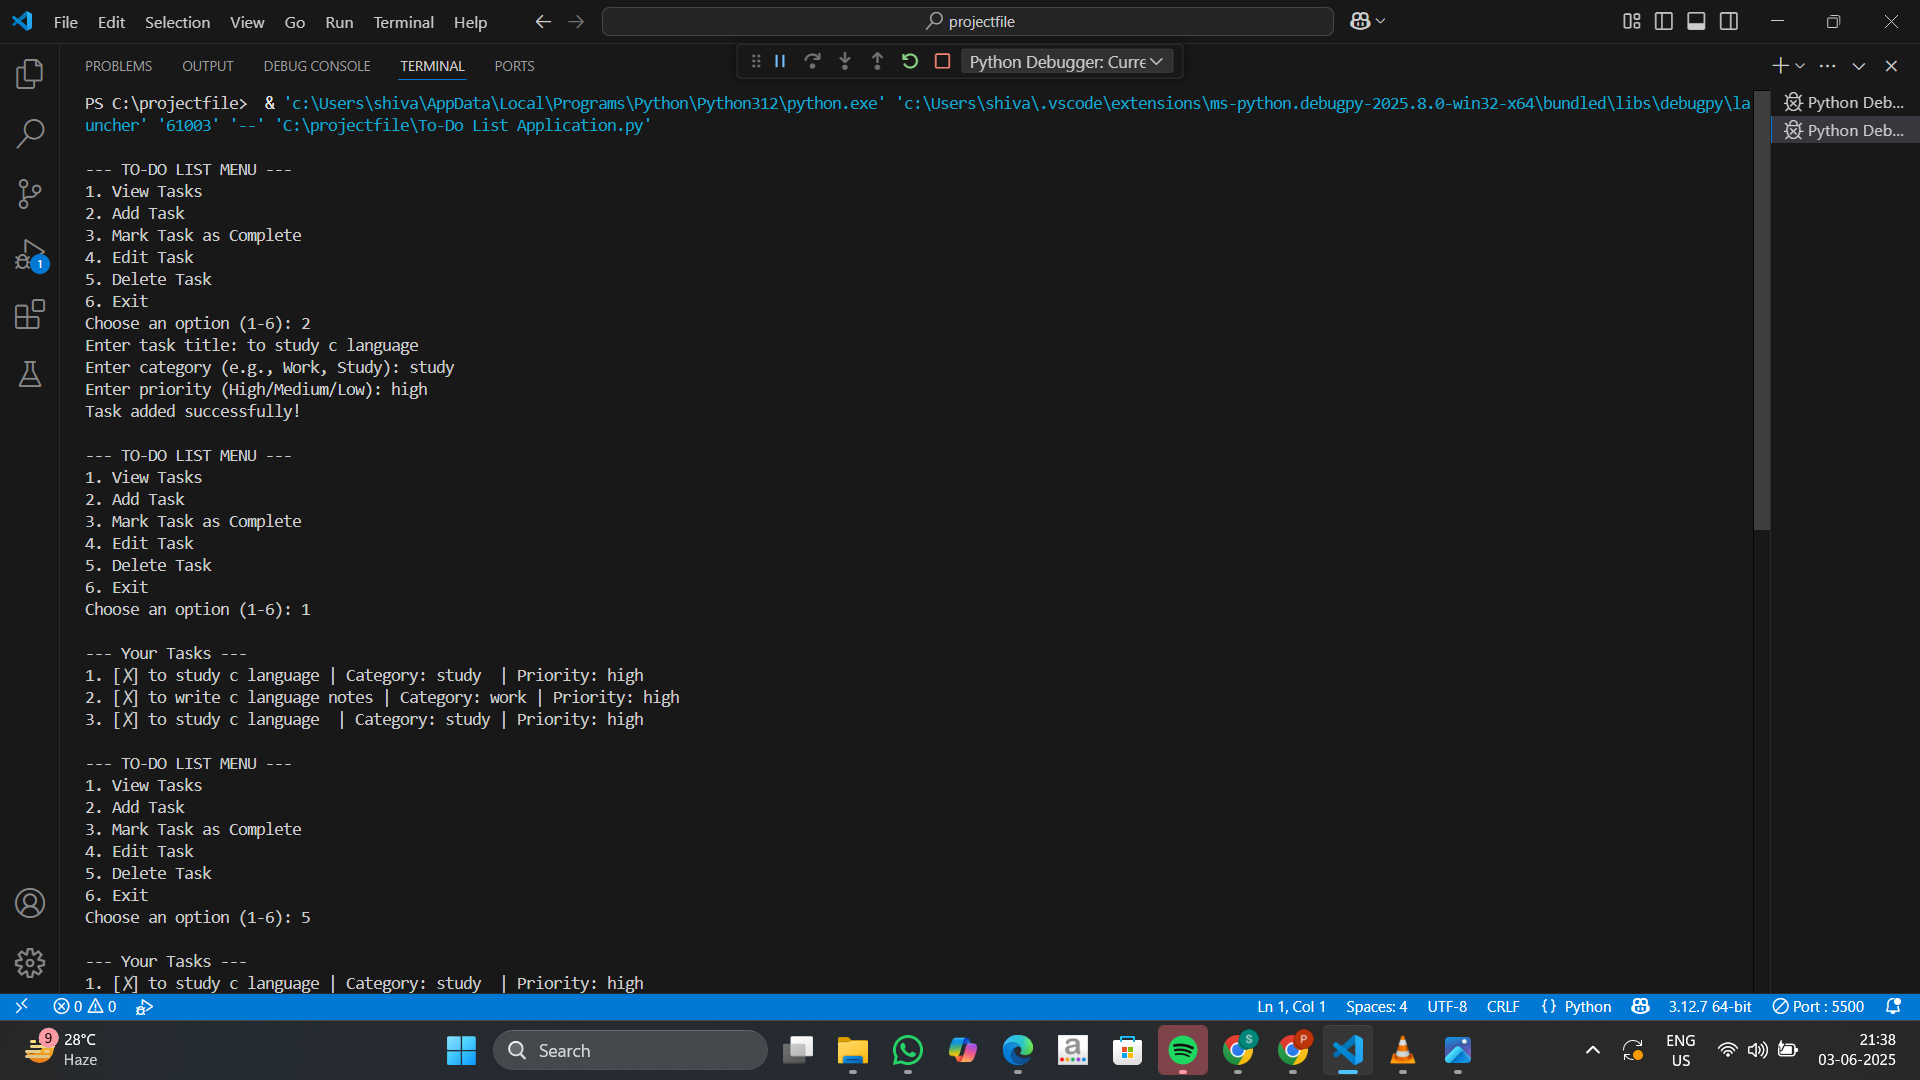 File Edit Selection View Go Run Terminal Help projectfile
PROBLEMS OUTPUT DEBUG CONSOLE TERMINAL PORTS Python Debugger: Curre
PS C:\projectfile>  & 'c:\Users\shiva\AppData\Local\Programs\Python\Python312\python.exe' 'c:\Users\shiva\.vscode\extensions\ms-python.debugpy-2025.8.0-win32-x64\bundled\libs\debugpy\la
uncher' '61003' '--' 'C:\projectfile\To-Do List Application.py'
Python Deb...
Python Deb...
--- TO-DO LIST MENU ---
1. View Tasks
2. Add Task
3. Mark Task as Complete
4. Edit Task
5. Delete Task
6. Exit
Choose an option (1-6): 2
Enter task title: to study c language
Enter category (e.g., Work, Study): study
Enter priority (High/Medium/Low): high
Task added successfully!
--- TO-DO LIST MENU ---
1. View Tasks
2. Add Task
3. Mark Task as Complete
4. Edit Task
5. Delete Task
6. Exit
Choose an option (1-6): 1
--- Your Tasks ---
1. [✗] to study c language | Category: study  | Priority: high
2. [✗] to write c language notes | Category: work | Priority: high
3. [✗] to study c language  | Category: study | Priority: high
--- TO-DO LIST MENU ---
1. View Tasks
2. Add Task
3. Mark Task as Complete
4. Edit Task
5. Delete Task
6. Exit
Choose an option (1-6): 5
--- Your Tasks ---
1. [✗] to study c language | Category: study  | Priority: high
1
0 0 Ln 1, Col 1 Spaces: 4 UTF-8 CRLF {} Python 3.12.7 64-bit Port : 5500
9 28°C
Haze
Search
a
S
P
ENG
US
21:38
03-06-2025